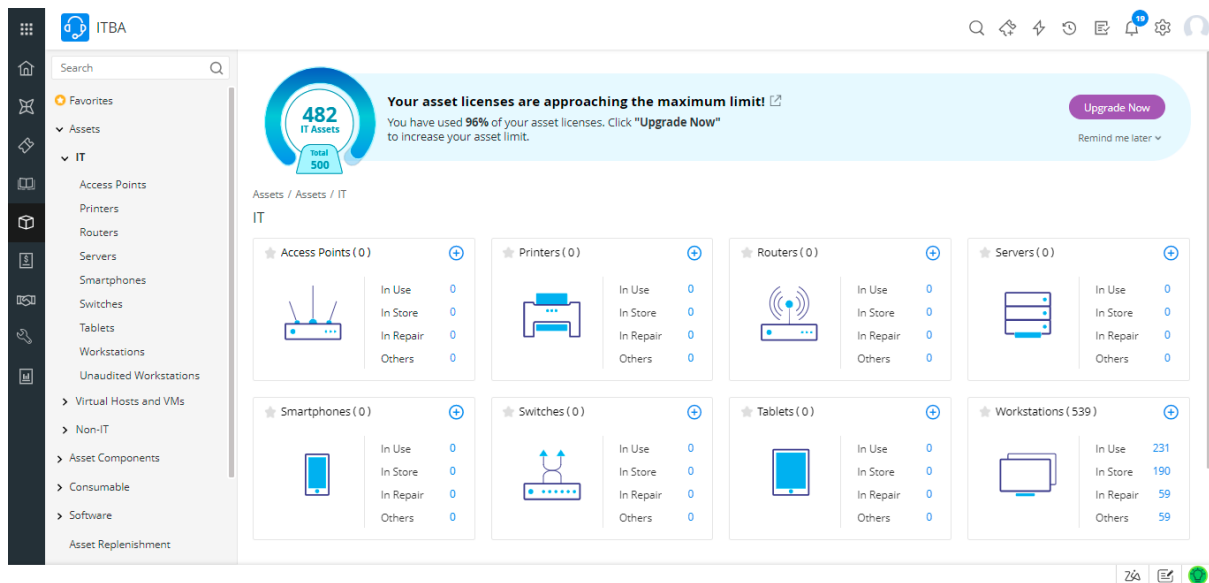 ITBA
19
Search
Favorites
Assets
IT
Access Points
Printers
Routers
Servers
Smartphones
Switches
Tablets
Workstations
Unaudited Workstations
Virtual Hosts and VMs
Non-IT
Asset Components
Consumable
Software
Asset Replenishment
482
IT Assets
Total
500
Your asset licenses are approaching the maximum limit!
You have used 96% of your asset licenses. Click "Upgrade Now"
to increase your asset limit.
Upgrade Now
Remind me later
Assets / Assets / IT
IT
Access Points ( 0 )
In Use 0
In Store 0
In Repair 0
Others 0
Printers ( 0 )
In Use 0
In Store 0
In Repair 0
Others 0
Routers ( 0 )
In Use 0
In Store 0
In Repair 0
Others 0
Servers ( 0 )
In Use 0
In Store 0
In Repair 0
Others 0
Smartphones ( 0 )
In Use 0
In Store 0
In Repair 0
Others 0
Switches ( 0 )
In Use 0
In Store 0
In Repair 0
Others 0
Tablets ( 0 )
In Use 0
In Store 0
In Repair 0
Others 0
Workstations ( 539 )
In Use 231
In Store 190
In Repair 59
Others 59